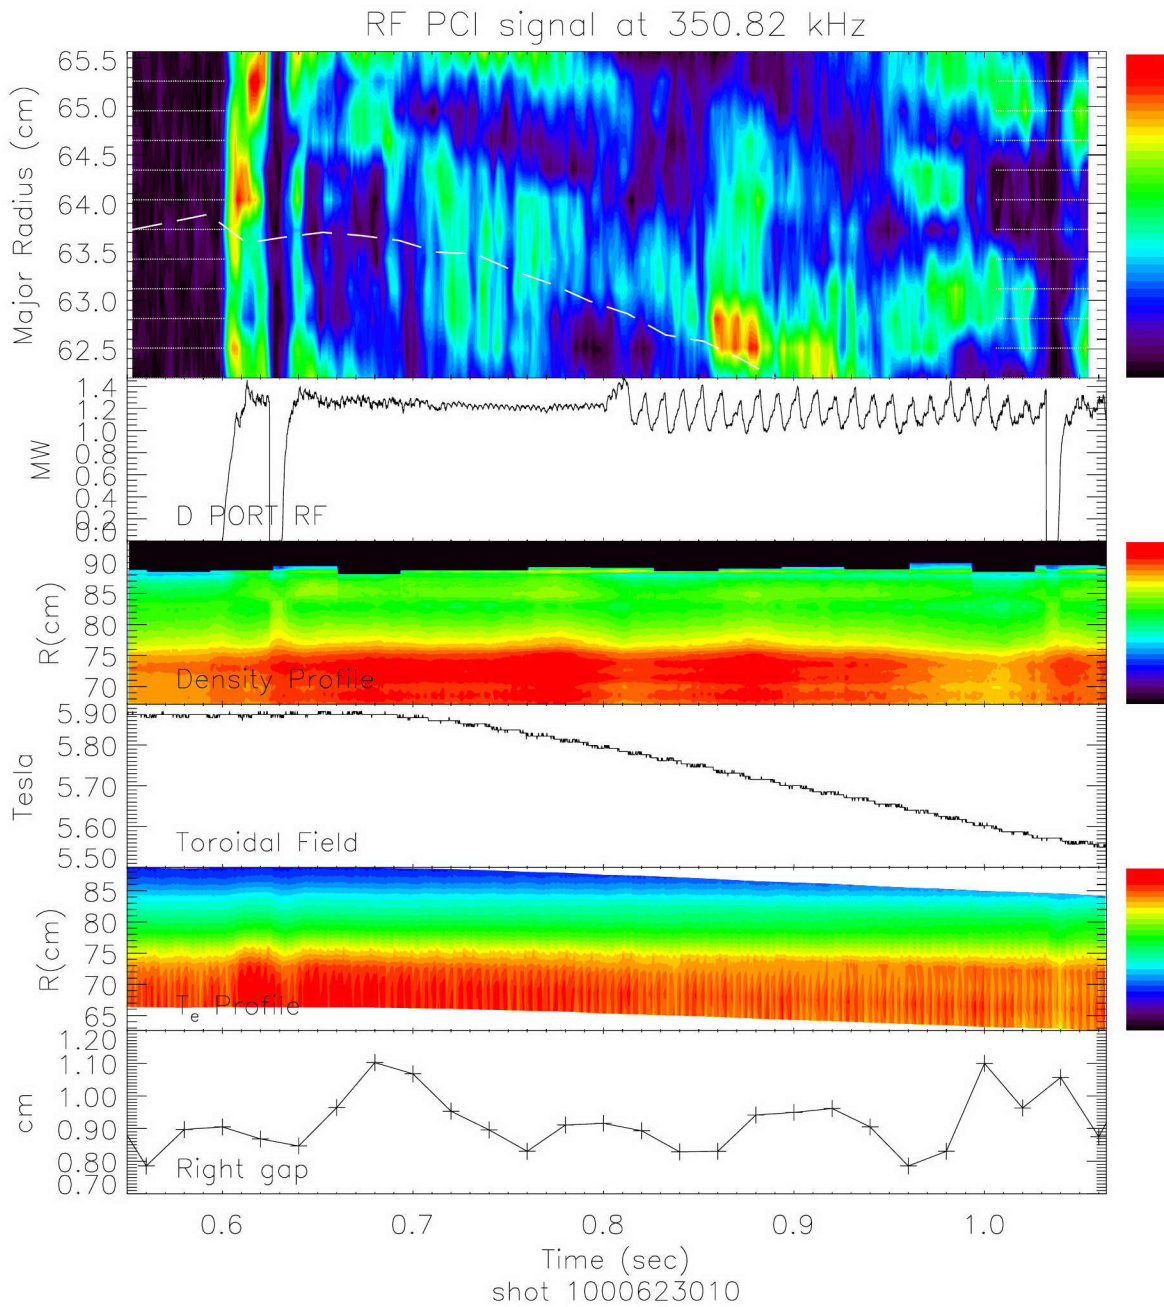 RF PCI signal at 350.82 kHz
Major Radius (cm)
65.5
65.0
64.5
64.0
63.5
63.0
62.5
MW
1.4
1.2
1.0
0.8
0.6
0.4
0.2
0.0
D PORT RF
R(cm)
90
85
80
75
70
Density Profile
Tesla
5.90
5.80
5.70
5.60
5.50
Toroidal Field
R(cm)
85
80
75
70
65
Te Profile
cm
1.20
1.10
1.00
0.90
0.80
0.70
Right gap
0.6 0.7 0.8 0.9 1.0
Time (sec)
shot 1000623010